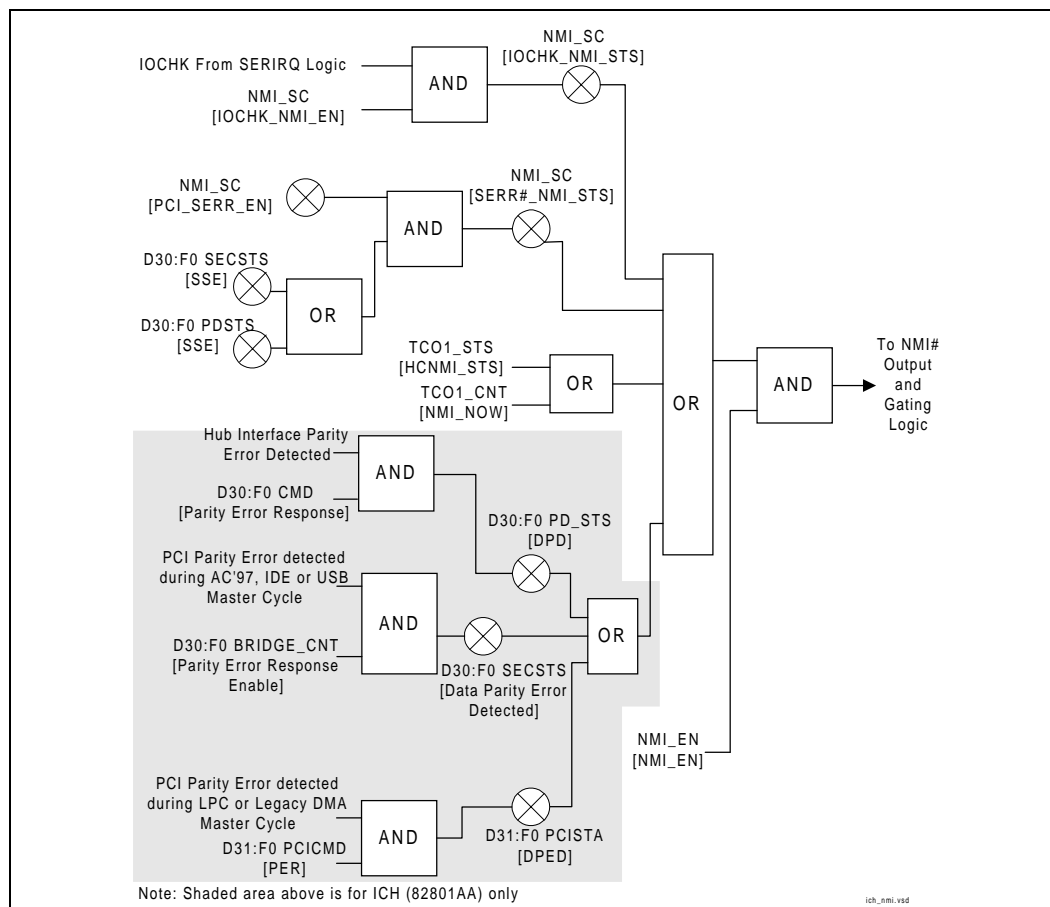 NMI_SC
[IOCHK_NMI_STS]
IOCHK From SERIRQ Logic
AND
NMI_SC
[IOCHK_NMI_EN]
NMI_SC
[PCI_SERR_EN]
AND
NMI_SC
[SERR#_NMI_STS]
D30:F0 SECSTS
[SSE]
OR
D30:F0 PDSTS
[SSE]
TCO1_STS
[HCNMI_STS]
OR
TCO1_CNT
[NMI_NOW]
OR
AND
To NMI#
Output
and
Gating
Logic
Hub Interface Parity
Error Detected
AND
D30:F0 CMD
[Parity Error Response]
D30:F0 PD_STS
[DPD]
PCI Parity Error detected
during AC'97, IDE or USB
Master Cycle
AND
OR
D30:F0 BRIDGE_CNT
[Parity Error Response
Enable]
D30:F0 SECSTS
[Data Parity Error
Detected]
NMI_EN
[NMI_EN]
PCI Parity Error detected
during LPC or Legacy DMA
Master Cycle
AND
D31:F0 PCICMD
[PER]
D31:F0 PCISTA
[DPED]
Note: Shaded area above is for ICH (82801AA) only
ich_nmi.vsd